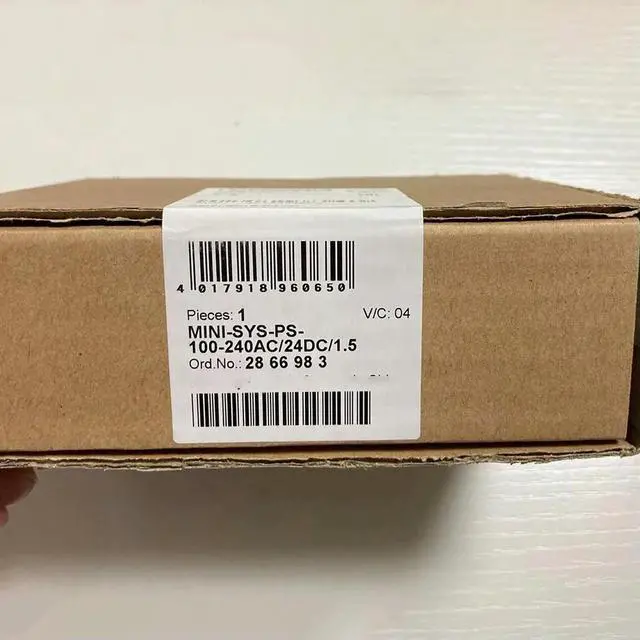 4 017918 960650
Pieces: 1 V/C: 04
MINI-SYS-PS-
100-240AC/24DC/1.5
Ord.No.: 28 66 98 3